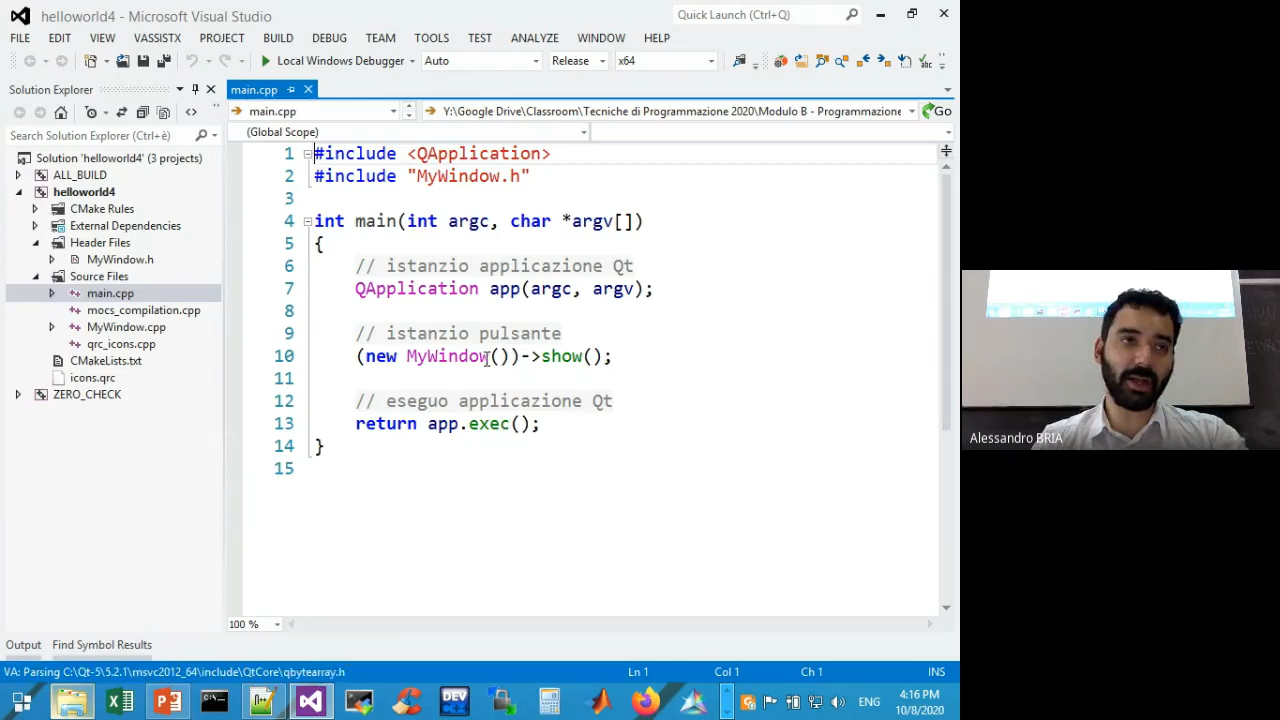 helloworld4 - Microsoft Visual Studio
Quick Launch (Ctrl+Q)
FILE EDIT VIEW VASSISTX PROJECT BUILD DEBUG TEAM TOOLS TEST ANALYZE WINDOW HELP
Local Windows Debugger Auto Release x64
Solution Explorer
main.cpp
main.cpp
Y:\Google Drive\Classroom\Tecniche di Programmazione 2020\Modulo B - Programmazione
Go
Search Solution Explorer (Ctrl+è)
(Global Scope)
Solution 'helloworld4' (3 projects)
ALL_BUILD
helloworld4
CMake Rules
External Dependencies
Header Files
MyWindow.h
Source Files
main.cpp
mocs_compilation.cpp
MyWindow.cpp
qrc_icons.cpp
CMakeLists.txt
icons.qrc
ZERO_CHECK
1 #include <QApplication>
2 #include "MyWindow.h"
3
4 int main(int argc, char *argv[])
5 {
6 // istanzio applicazione Qt
7 QApplication app(argc, argv);
8
9 // istanzio pulsante
10 (new MyWindow())->show();
11
12 // eseguo applicazione Qt
13 return app.exec();
14 }
15
100 %
Output Find Symbol Results
VA: Parsing C:\Qt-5\5.2.1\msvc2012_64\include\QtCore\qbytearray.h
Ln 1 Col 1 Ch 1 INS
DEV
ENG
4:16 PM
10/8/2020
Alessandro BRIA